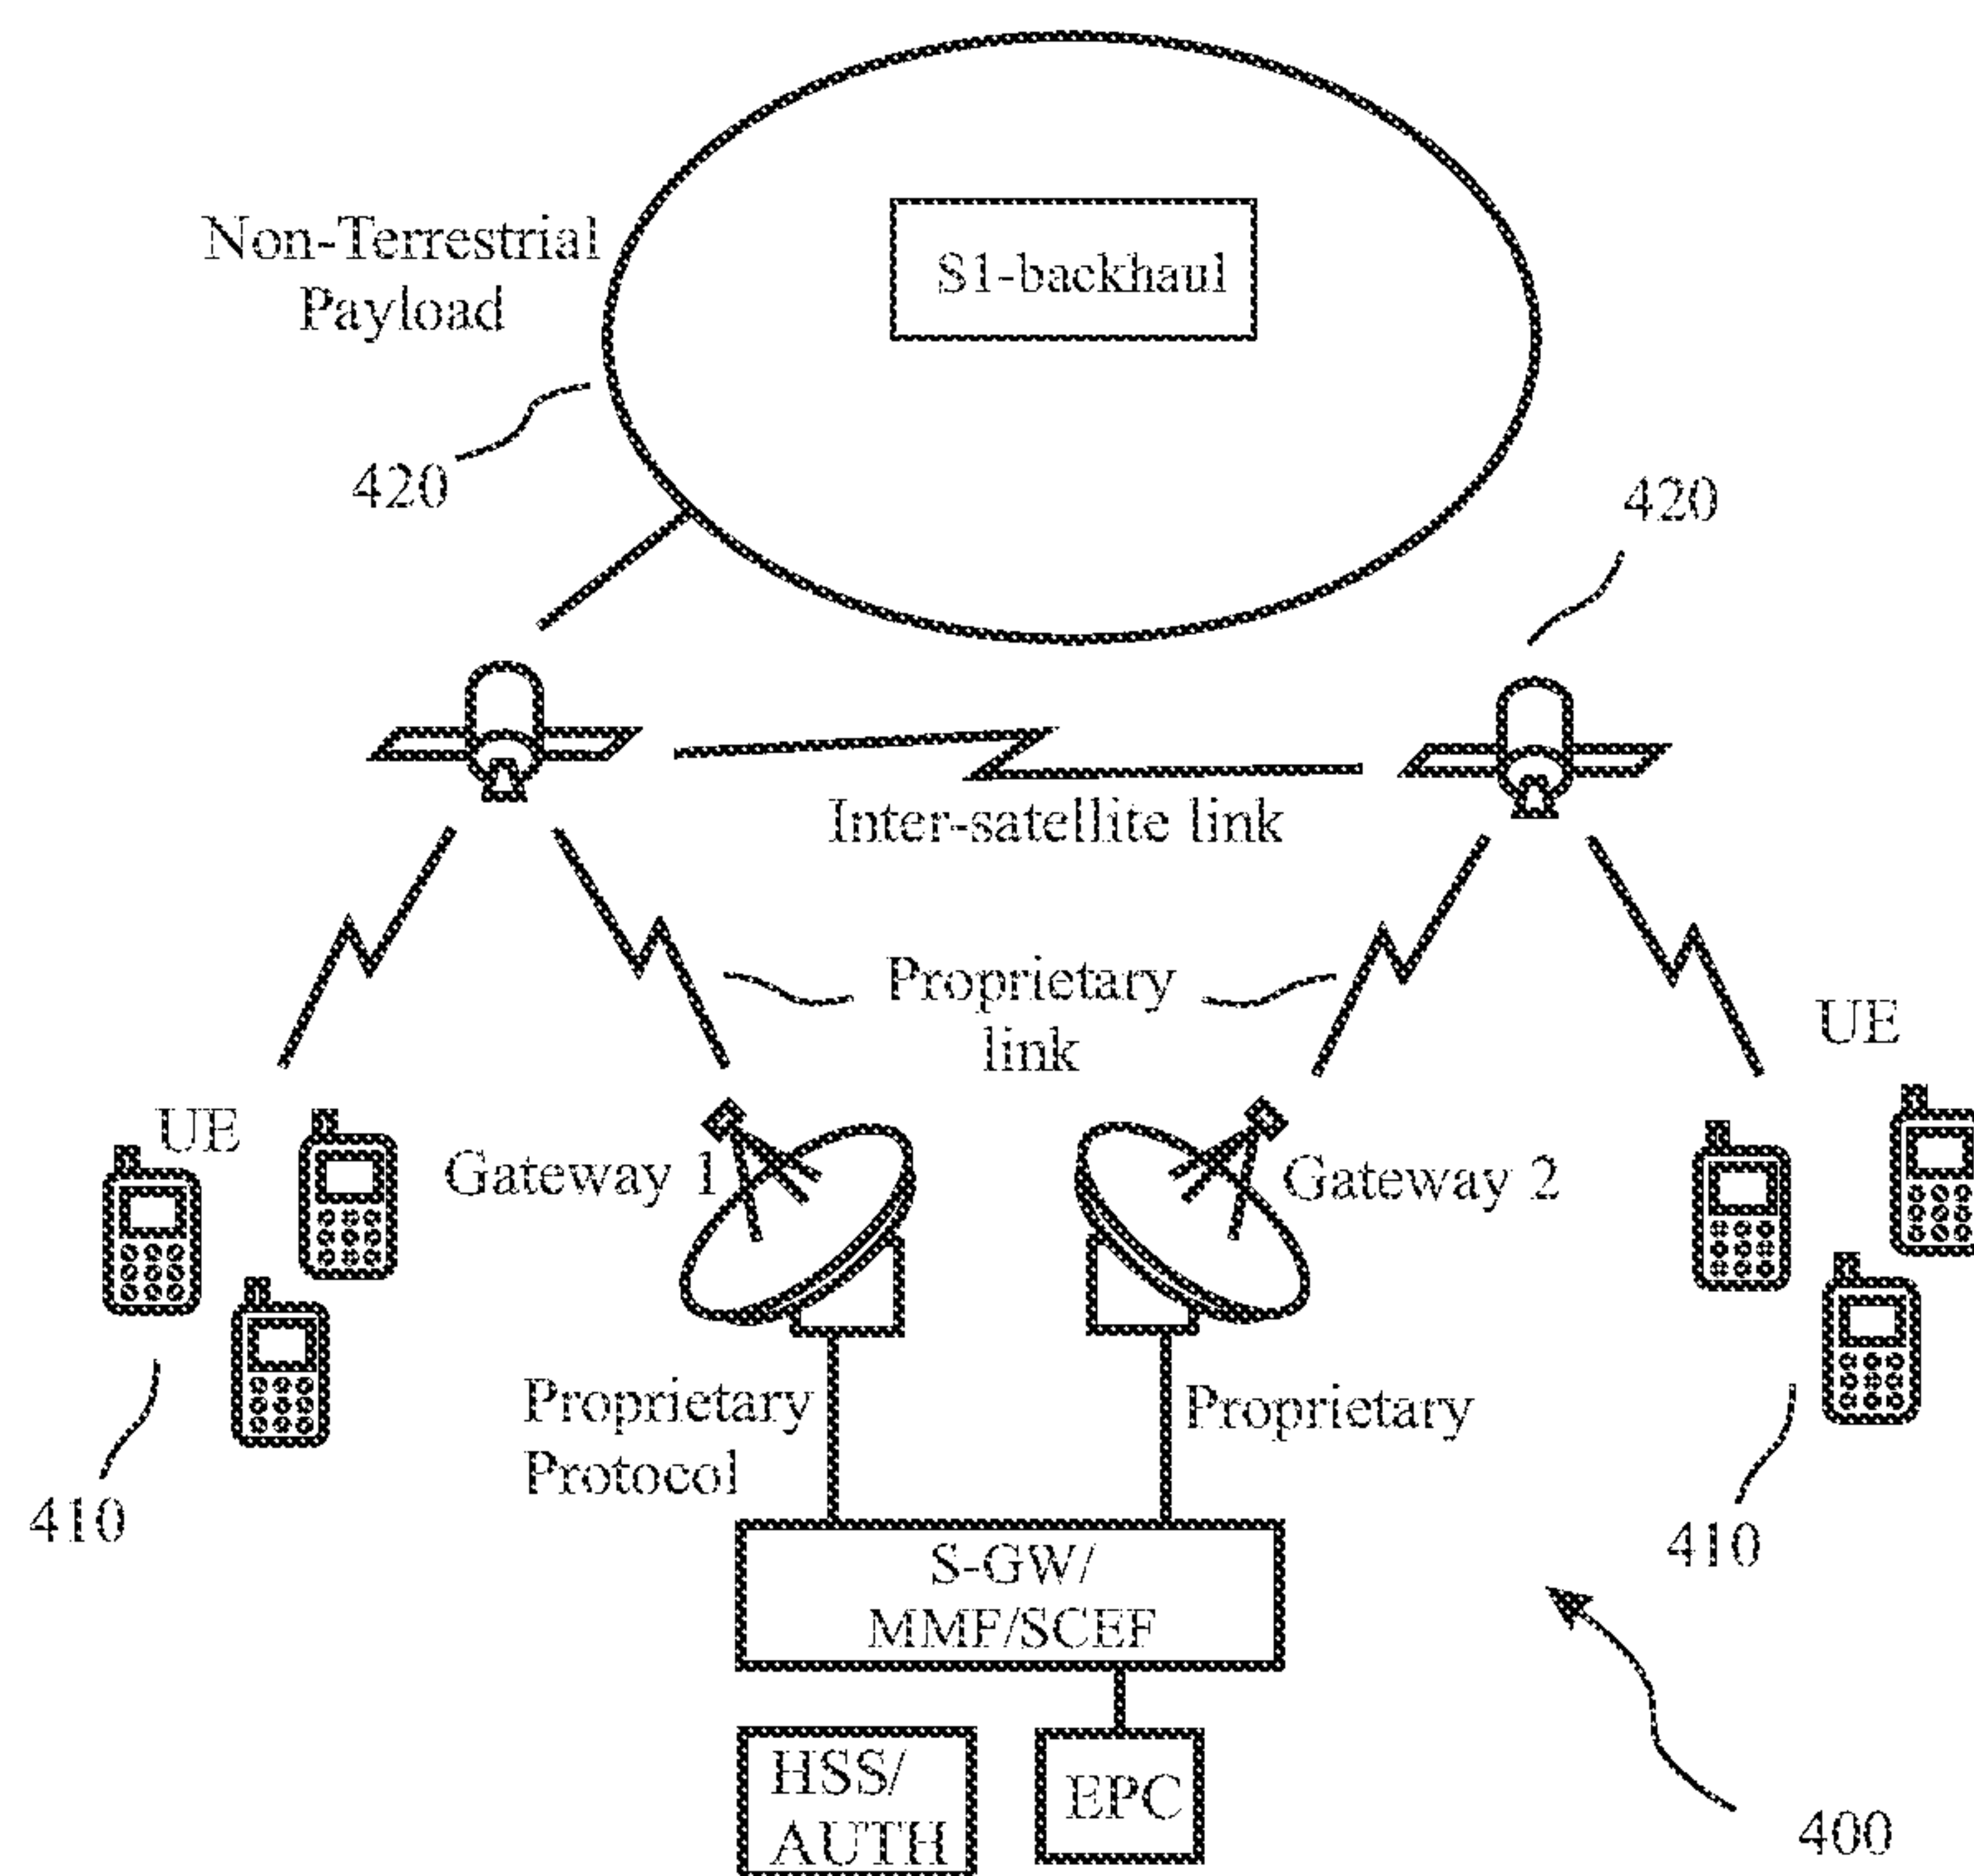 Non-Terrestrial
Payload
S1-backhaul
420
420
Inter-satellite link
Proprietary
link
UE
UE
Gateway 1
Gateway 2
Proprietary
Protocol
Proprietary
410
410
S-GW/
MMF/SCEF
HSS/
AUTH
EPC
400